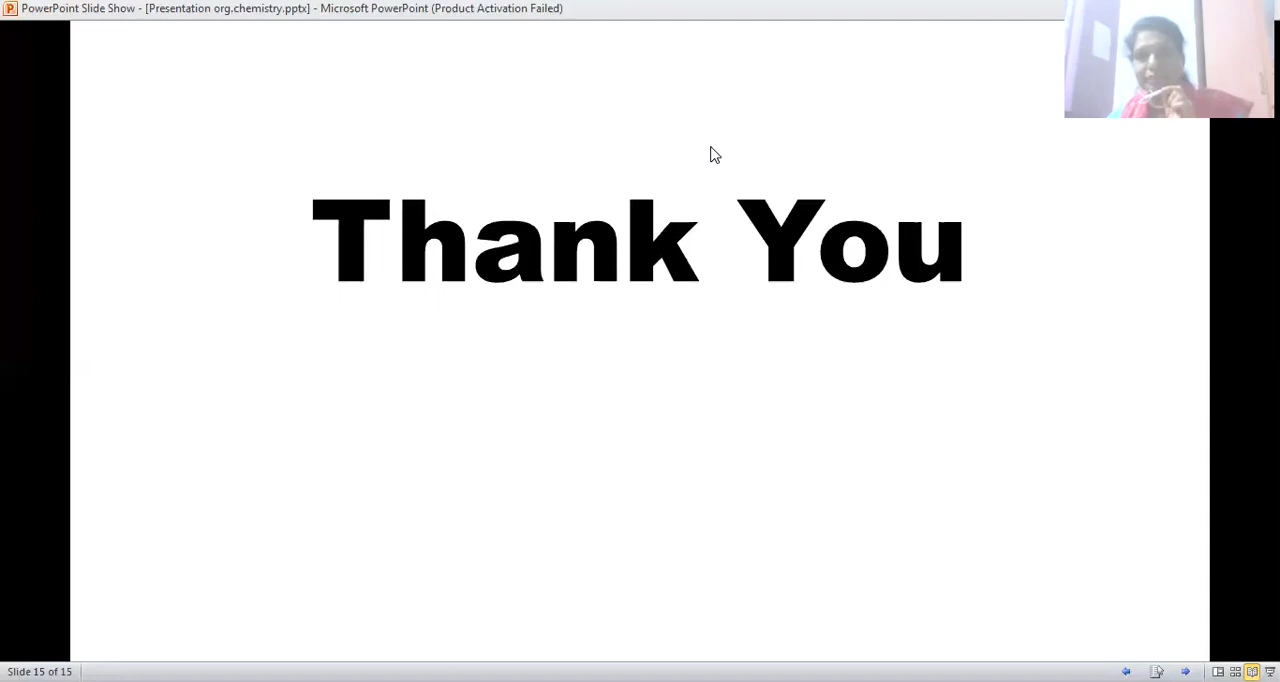 PowerPoint Slide Show - [Presentation org.chemistry.pptx] - Microsoft PowerPoint (Product Activation Failed)
Thank You
Slide 15 of 15